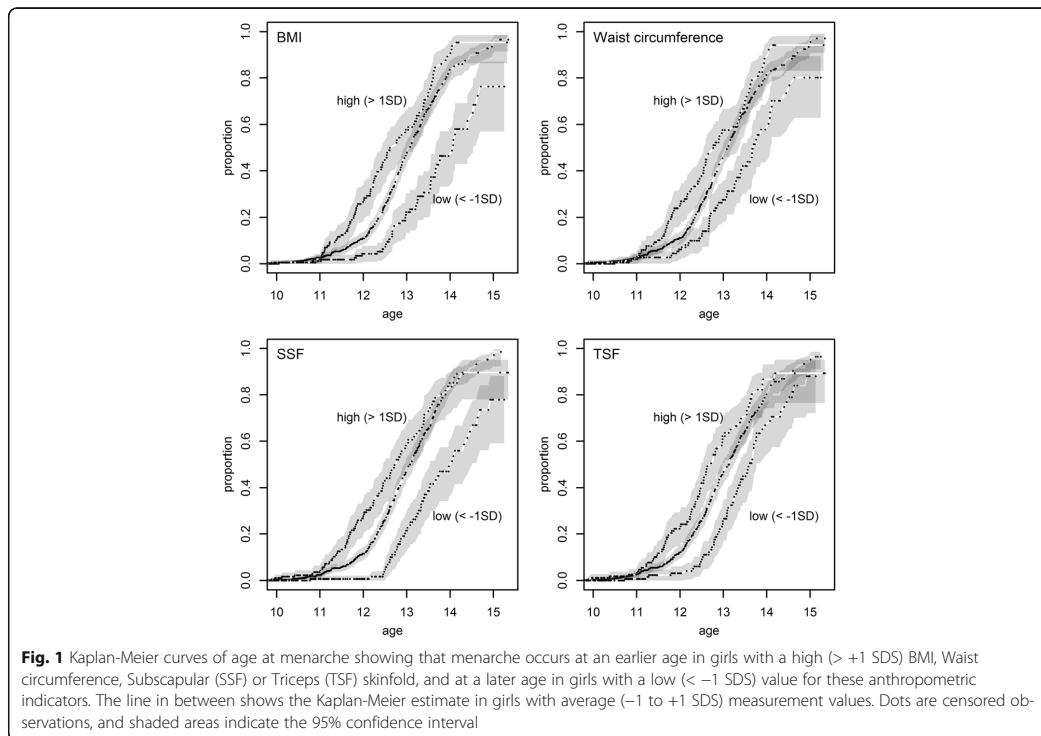 BMI
high (> 1SD)
low (< -1SD)
proportion
0.0 0.2 0.4 0.6 0.8 1.0
10 11 12 13 14 15
age
Waist circumference
high (> 1SD)
low (< -1SD)
proportion
0.0 0.2 0.4 0.6 0.8 1.0
10 11 12 13 14 15
age
SSF
high (> 1SD)
low (< -1SD)
proportion
0.0 0.2 0.4 0.6 0.8 1.0
10 11 12 13 14 15
age
TSF
high (> 1SD)
low (< -1SD)
proportion
0.0 0.2 0.4 0.6 0.8 1.0
10 11 12 13 14 15
age
Fig. 1 Kaplan-Meier curves of age at menarche showing that menarche occurs at an earlier age in girls with a high (> +1 SDS) BMI, Waist
circumference, Subscapular (SSF) or Triceps (TSF) skinfold, and at a later age in girls with a low (< −1 SDS) value for these anthropometric
indicators. The line in between shows the Kaplan-Meier estimate in girls with average (−1 to +1 SDS) measurement values. Dots are censored ob-
servations, and shaded areas indicate the 95% confidence interval